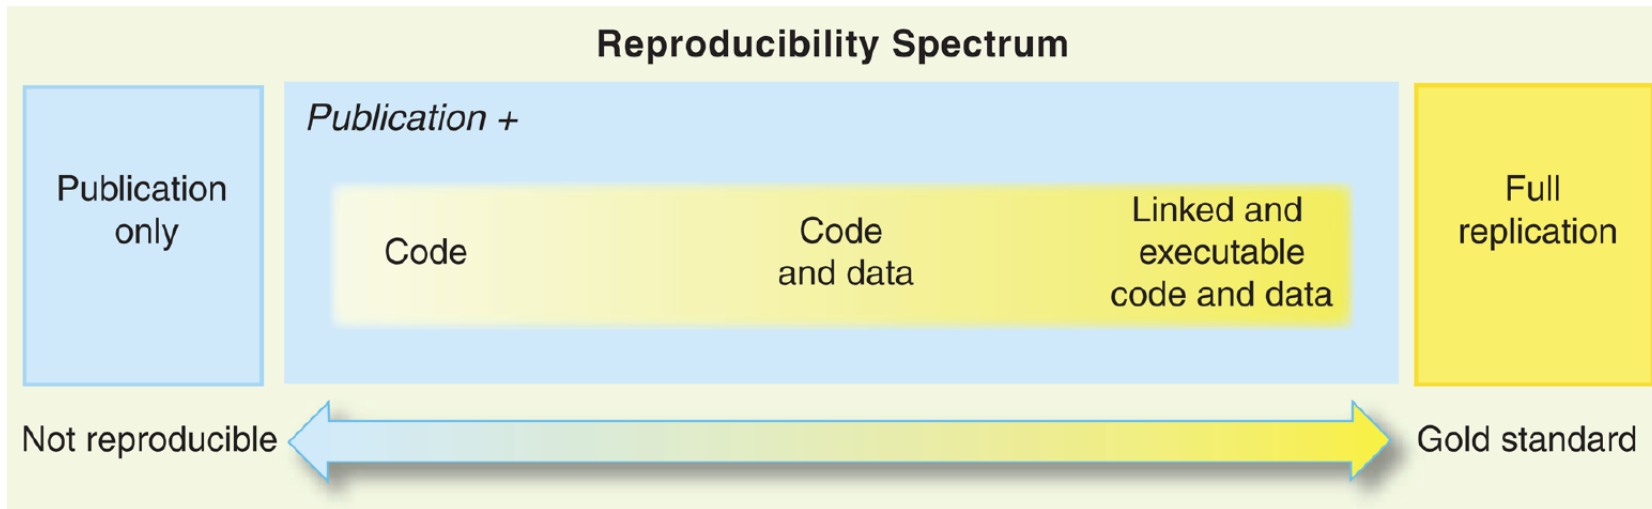 Reproducibility Spectrum
Publication
only
Publication +
Code
Code
and data
Linked and
executable
code and data
Full
replication
Not reproducible
Gold standard